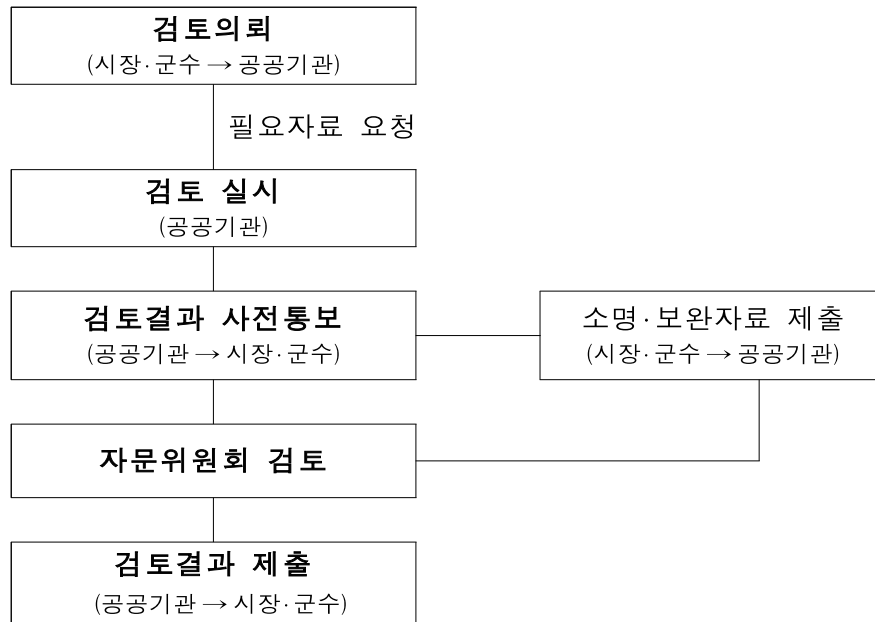 검토의뢰
(시장·군수 → 공공기관)
필요자료 요청
검토 실시
(공공기관)
검토결과 사전통보
(공공기관 → 시장·군수)
소명·보완자료 제출
(시장·군수 → 공공기관)
자문위원회 검토
검토결과 제출
(공공기관 → 시장·군수)